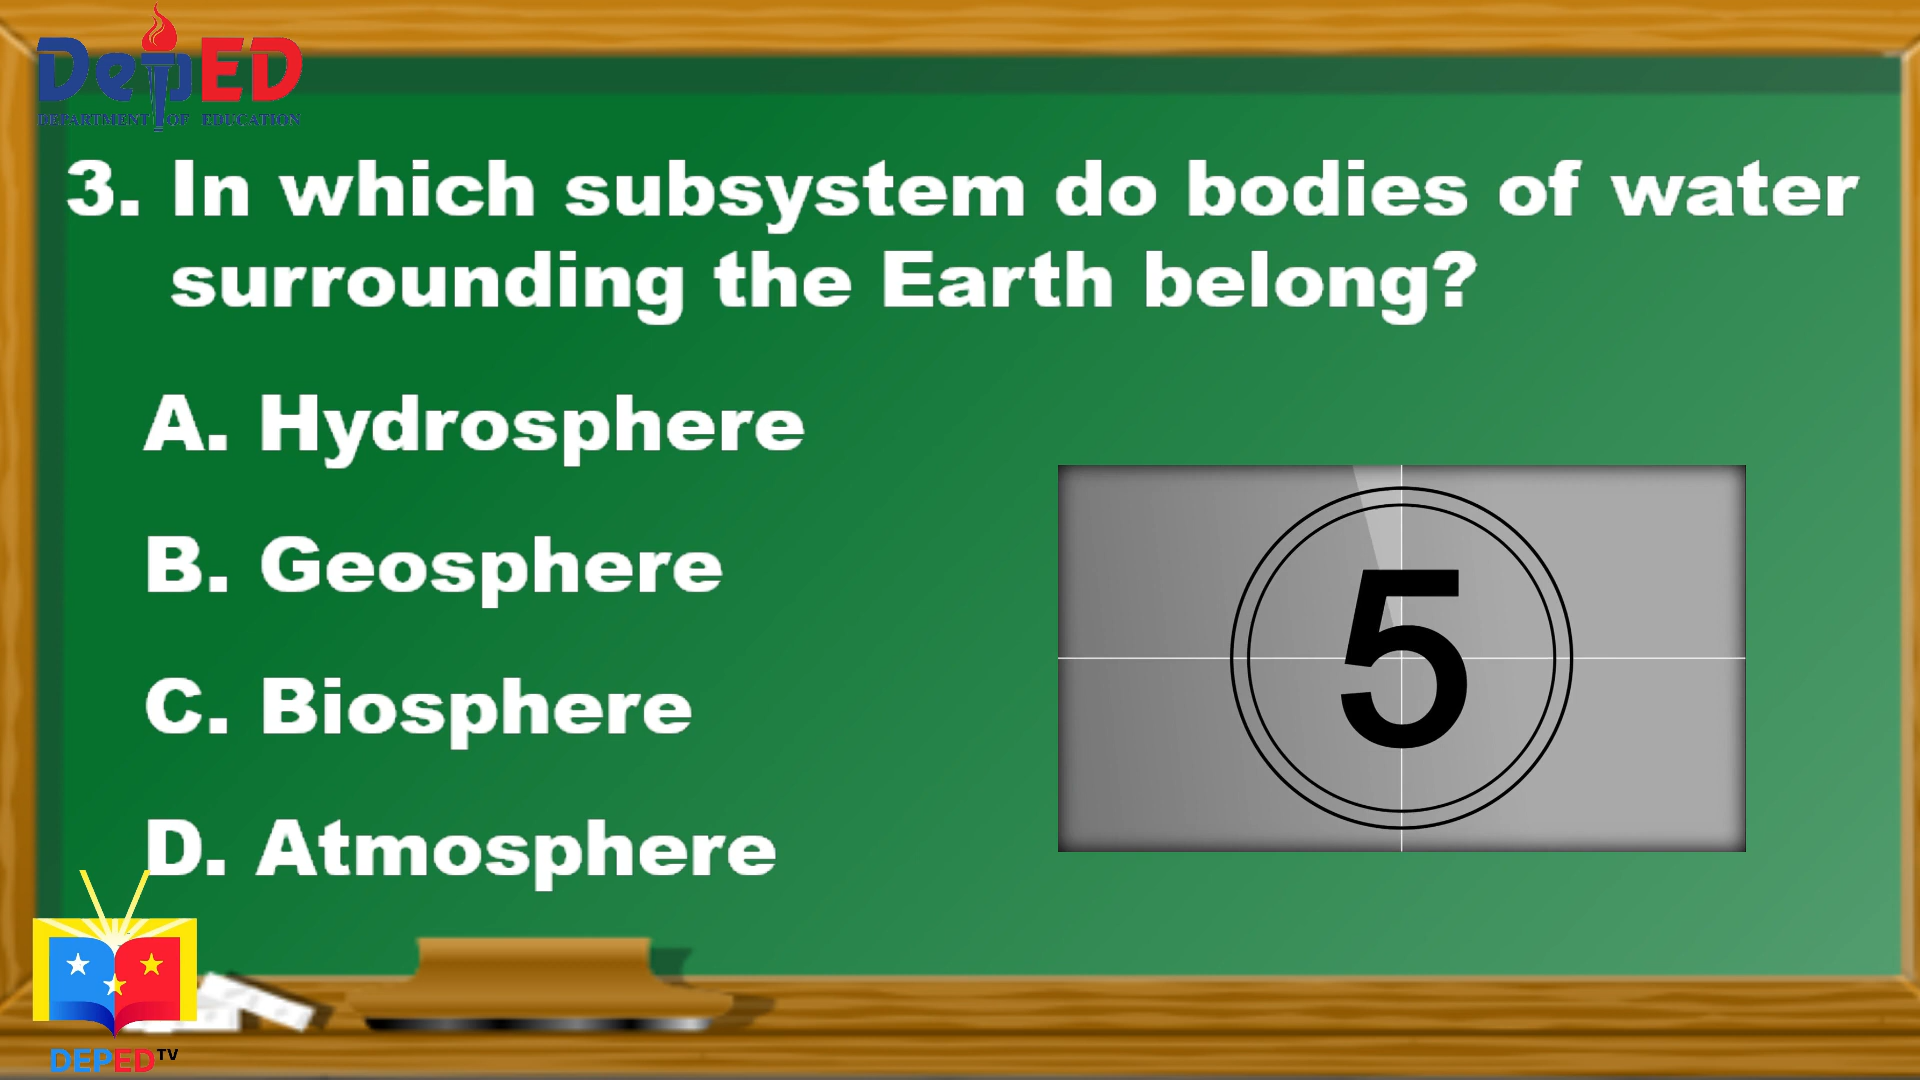 DepED
DEPARTMENT OF EDUCATION
3. In which subsystem do bodies of water
surrounding the Earth belong?
A. Hydrosphere
B. Geosphere
C. Biosphere
D. Atmosphere
5
DEPED TV